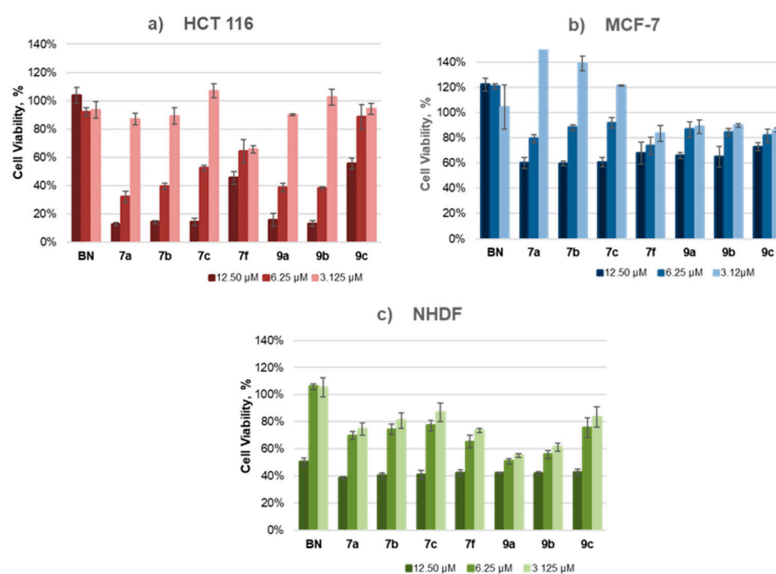 a) HCT 116
140%
120%
100%
80%
60%
40%
20%
0%
Cell Viability, %
BN 7a 7b 7c 7f 9a 9b 9c
12.50 µM 6.25 µM 3.125 µM
b) MCF-7
140%
120%
100%
80%
60%
40%
20%
0%
Cell Viability, %
BN 7a 7b 7c 7f 9a 9b 9c
12.50 µM 6.25 µM 3.12µM
c) NHDF
140%
120%
100%
80%
60%
40%
20%
0%
Cell Viability, %
BN 7a 7b 7c 7f 9a 9b 9c
12.50 µM 6.25 µM 3 125 µM